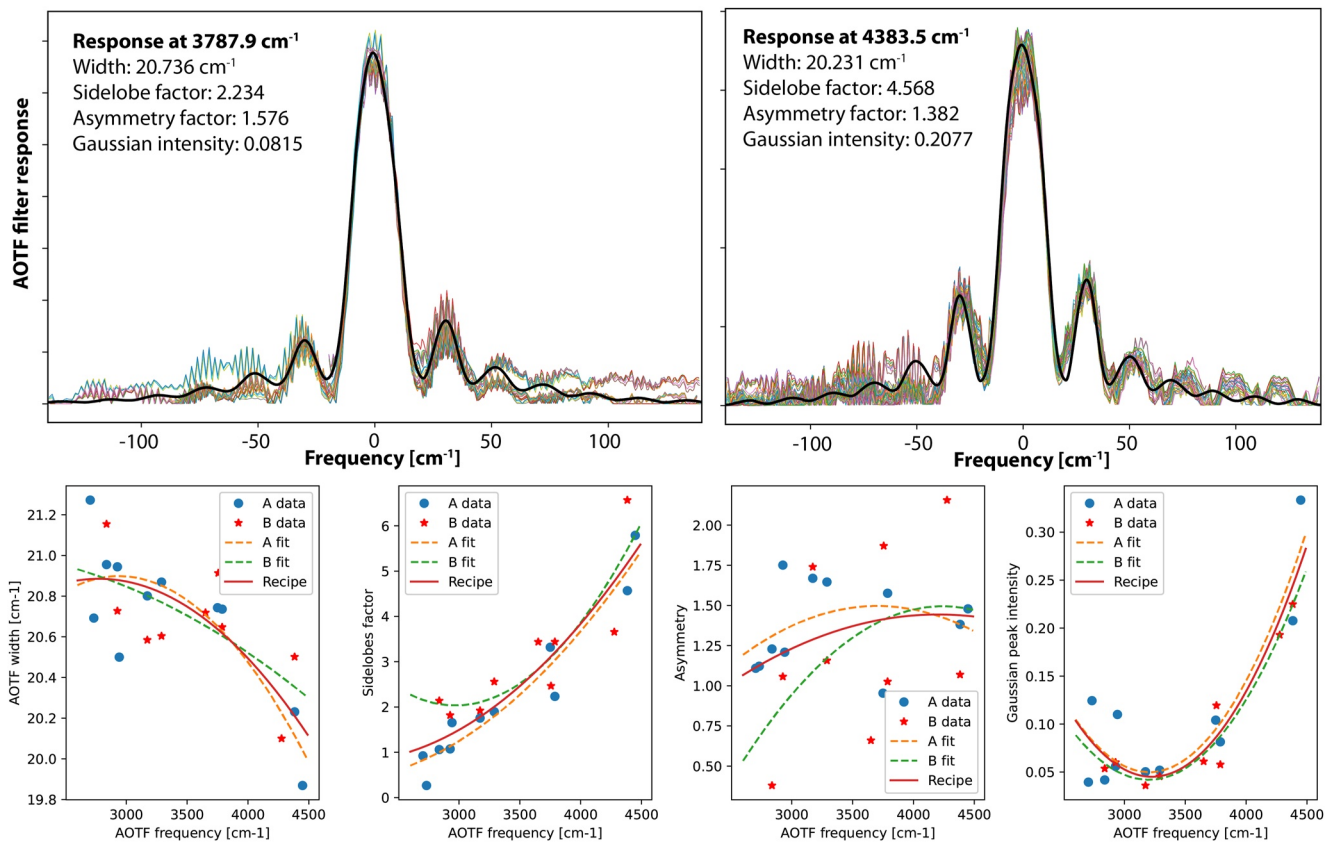 Response at 3787.9 cm⁻¹
Width: 20.736 cm⁻¹
Sidelobe factor: 2.234
Asymmetry factor: 1.576
Gaussian intensity: 0.0815
Response at 4383.5 cm⁻¹
Width: 20.231 cm⁻¹
Sidelobe factor: 4.568
Asymmetry factor: 1.382
Gaussian intensity: 0.2077
AOTF filter response
-100 -50 0 50 100
Frequency [cm⁻¹]
-100 -50 0 50 100
Frequency [cm⁻¹]
AOTF width [cm-1]
21.2
21.0
20.8
20.6
20.4
20.2
20.0
19.8
A data
B data
A fit
B fit
Recipe
3000 3500 4000 4500
AOTF frequency [cm-1]
Sidelobes factor
6
5
4
3
2
1
0
A data
B data
A fit
B fit
Recipe
3000 3500 4000 4500
AOTF frequency [cm-1]
Asymmetry
2.00
1.75
1.50
1.25
1.00
0.75
0.50
A data
B data
A fit
B fit
Recipe
3000 3500 4000 4500
AOTF frequency [cm-1]
Gaussian peak intensity
0.30
0.25
0.20
0.15
0.10
0.05
A data
B data
A fit
B fit
Recipe
3000 3500 4000 4500
AOTF frequency [cm-1]